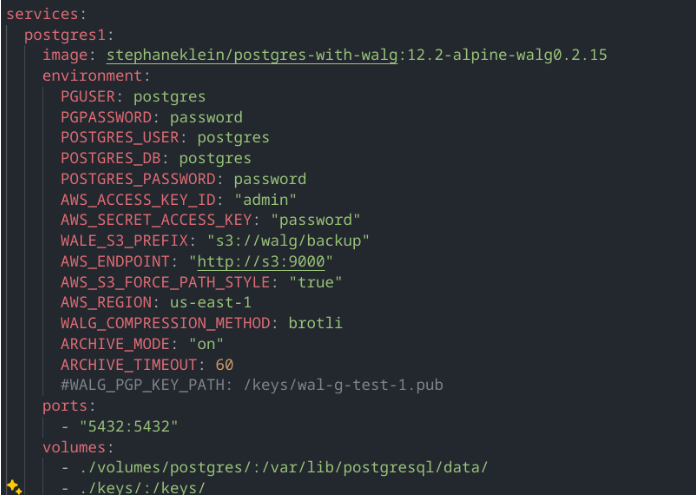 services:
postgres1:
image: stephaneklein/postgres-with-walg:12.2-alpine-walg0.2.15
environment:
PGUSER: postgres
PGPASSWORD: password
POSTGRES_USER: postgres
POSTGRES_DB: postgres
POSTGRES_PASSWORD: password
AWS_ACCESS_KEY_ID: "admin"
AWS_SECRET_ACCESS_KEY: "password"
WALE_S3_PREFIX: "s3://walg/backup"
AWS_ENDPOINT: "http://s3:9000"
AWS_S3_FORCE_PATH_STYLE: "true"
AWS_REGION: us-east-1
WALG_COMPRESSION_METHOD: brotli
ARCHIVE_MODE: "on"
ARCHIVE_TIMEOUT: 60
#WALG_PGP_KEY_PATH: /keys/wal-g-test-1.pub
ports:
- "5432:5432"
volumes:
- ./volumes/postgres/:/var/lib/postgresql/data/
- ./keys/:/keys/